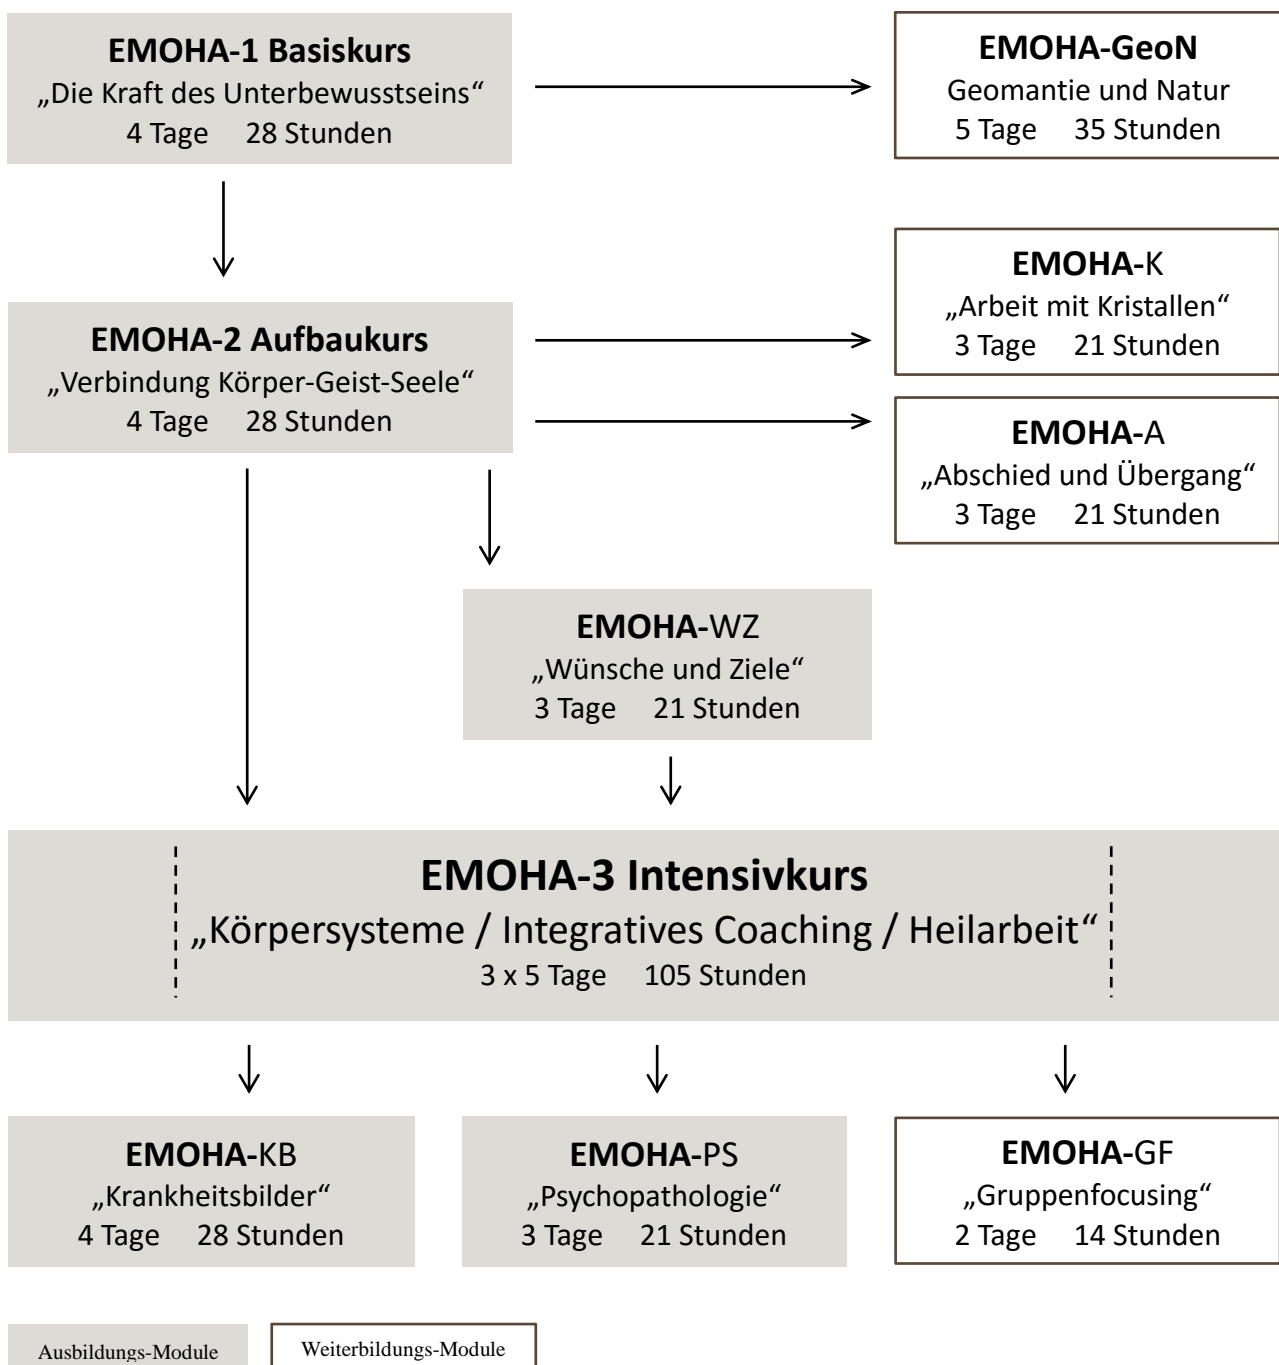 EMOHA-1 Basiskurs
„Die Kraft des Unterbewusstseins“
4 Tage 28 Stunden
EMOHA-GeoN
Geomantie und Natur
5 Tage 35 Stunden
EMOHA-K
„Arbeit mit Kristallen“
3 Tage 21 Stunden
EMOHA-2 Aufbaukurs
„Verbindung Körper-Geist-Seele“
4 Tage 28 Stunden
EMOHA-A
„Abschied und Übergang“
3 Tage 21 Stunden
EMOHA-WZ
„Wünsche und Ziele“
3 Tage 21 Stunden
EMOHA-3 Intensivkurs
„Körpersysteme / Integratives Coaching / Heilarbeit“
3 x 5 Tage 105 Stunden
EMOHA-KB
„Krankheitsbilder“
4 Tage 28 Stunden
EMOHA-PS
„Psychopathologie“
3 Tage 21 Stunden
EMOHA-GF
„Gruppenfocusing“
2 Tage 14 Stunden
Ausbildungs-Module
Weiterbildungs-Module